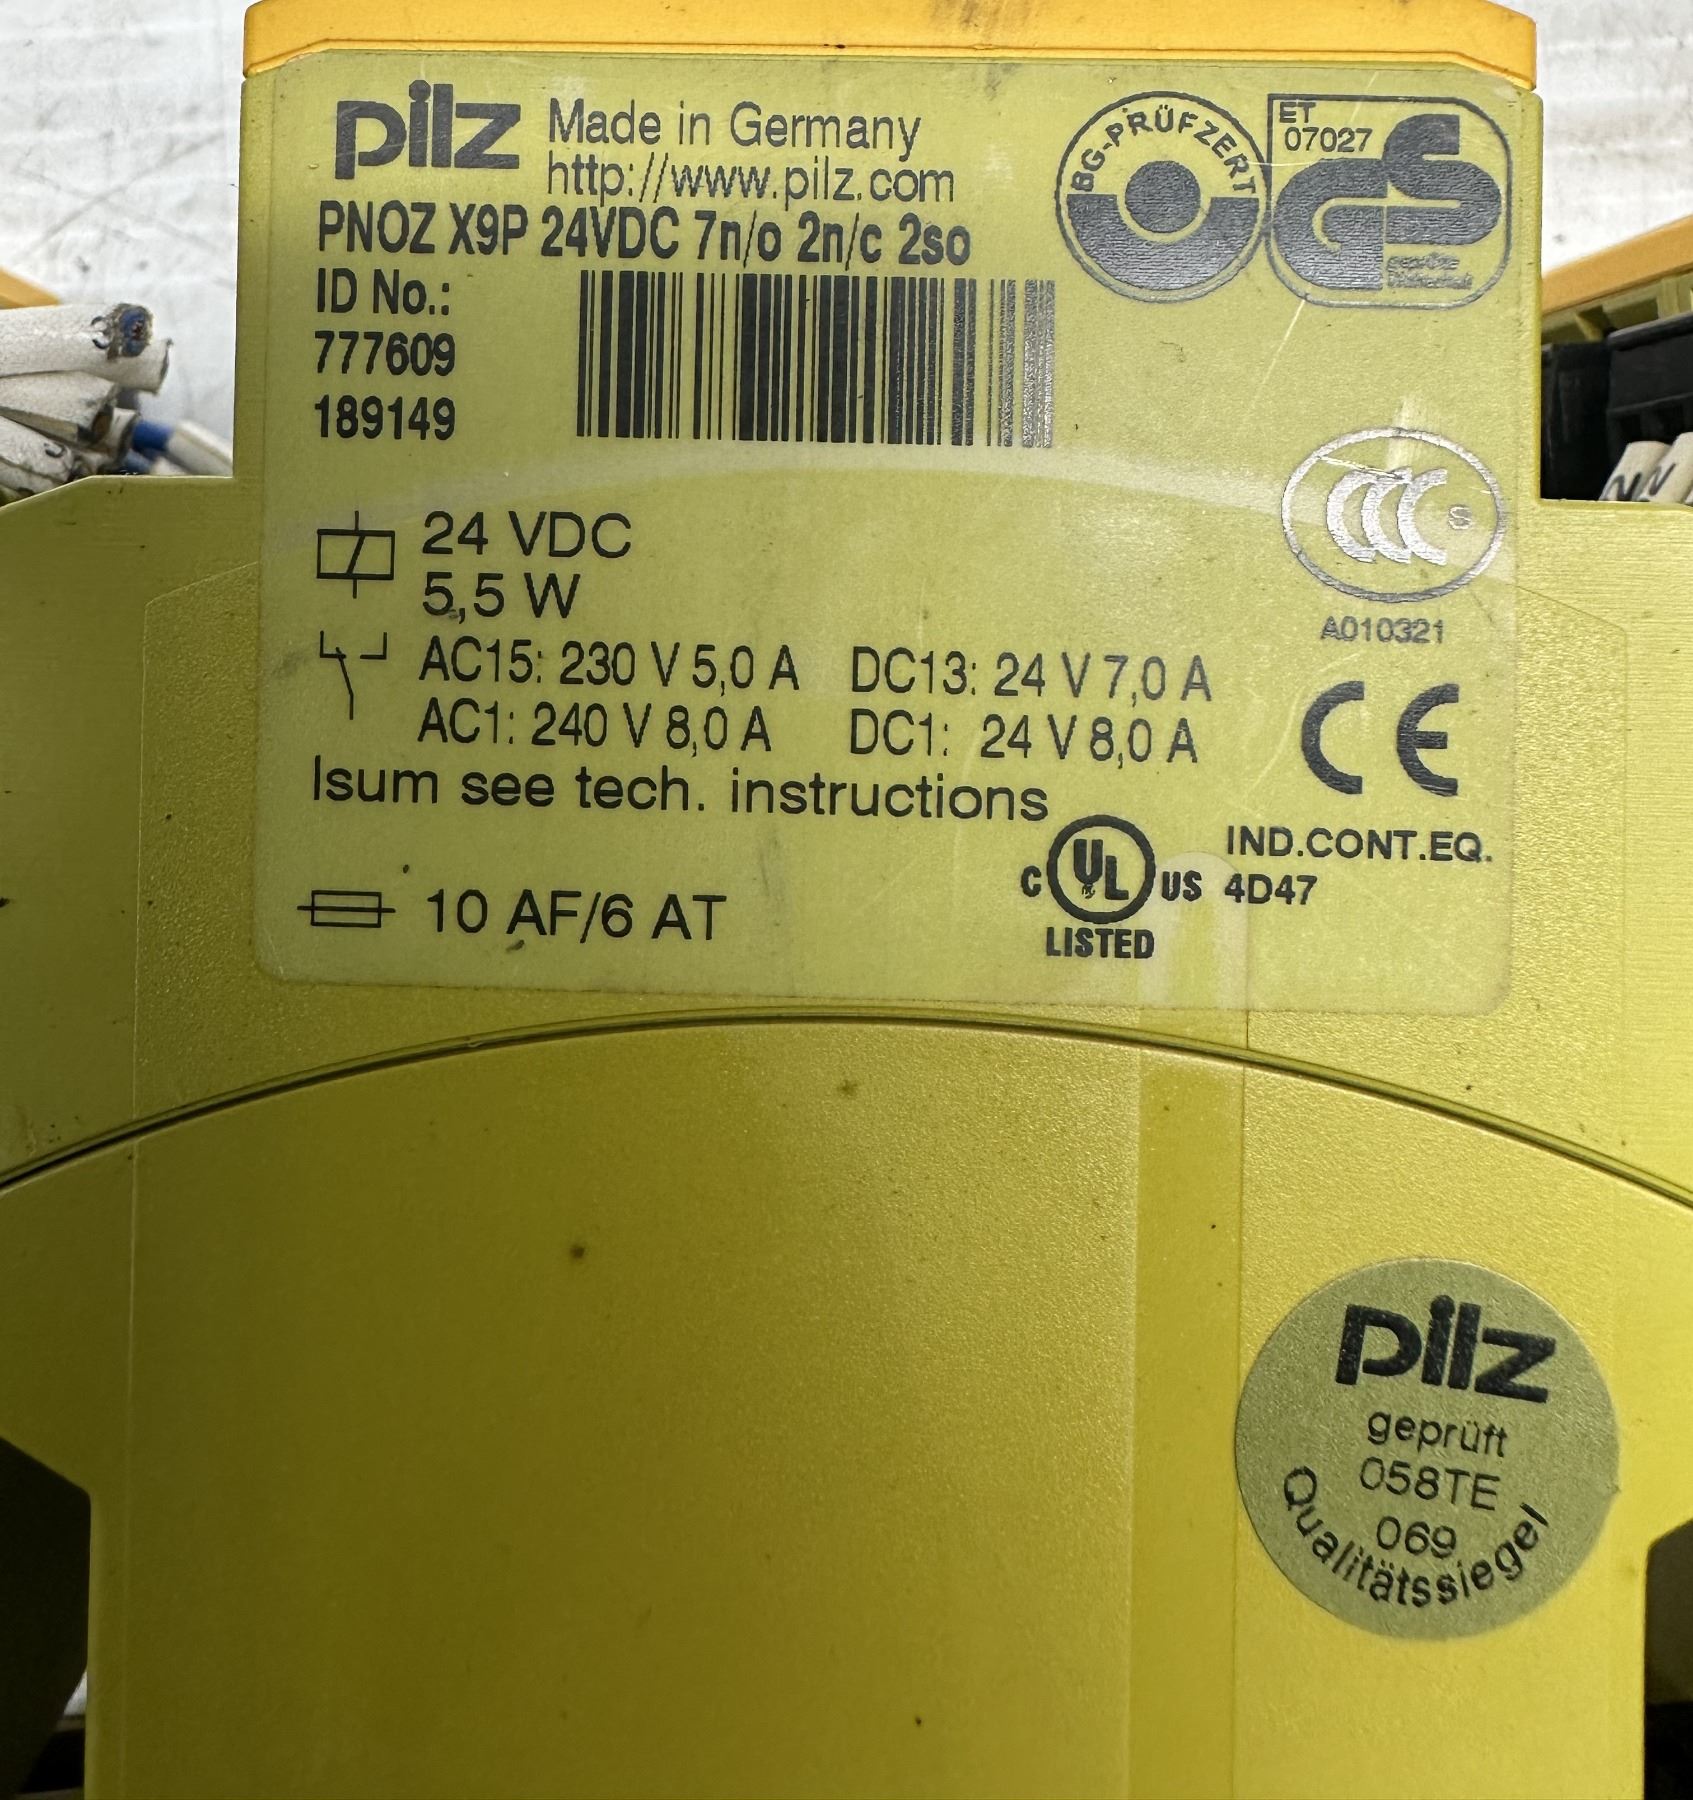 pilz Made in Germany
http://www.pilz.com
PNOZ X9P 24VDC 7n/o 2n/c 2so
ID No.:
777609
189149
BG-PRÜFZERT
ET
07027
GS
24 VDC
5,5 W
CCC S
A010321
AC15: 230 V 5,0 A DC13: 24 V 7,0 A
AC1: 240 V 8,0 A DC1: 24 V 8,0 A
CE
Isum see tech. instructions
10 AF/6 AT
C UL US
LISTED
IND.CONT.EQ.
4D47
pilz
geprüft
058TE
069
Qualitätssiegel